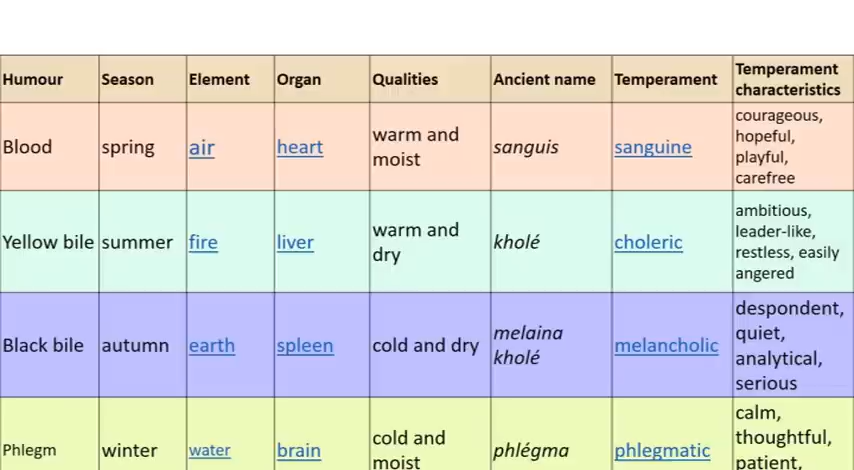 Humour Season Element Organ Qualities Ancient name Temperament Temperament characteristics
Blood spring air heart warm and moist sanguis sanguine courageous, hopeful, playful, carefree
Yellow bile summer fire liver warm and dry kholé choleric ambitious, leader-like, restless, easily angered
Black bile autumn earth spleen cold and dry melaina kholé melancholic despondent, quiet, analytical, serious
Phlegm winter water brain cold and moist phlégma phlegmatic calm, thoughtful, patient,